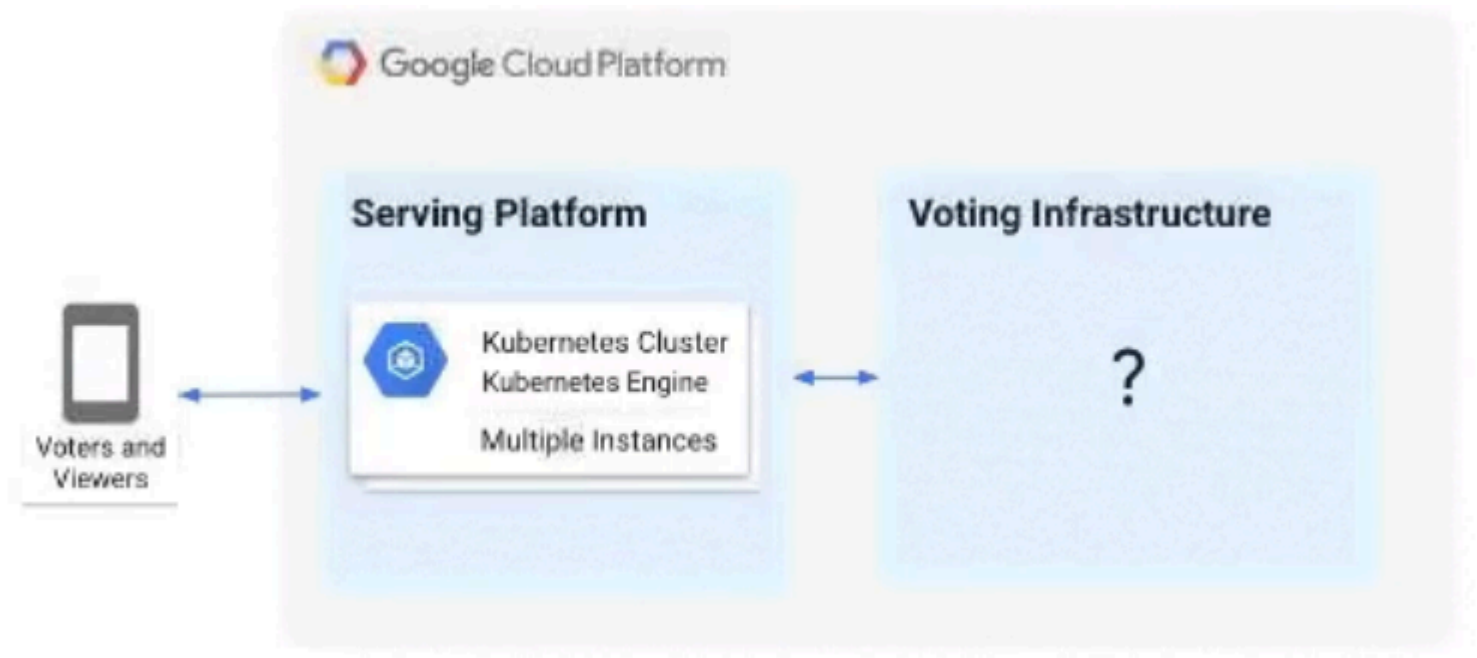 Google Cloud Platform
Serving Platform
Kubernetes Cluster
Kubernetes Engine
Multiple Instances
Voting Infrastructure
?
Voters and
Viewers